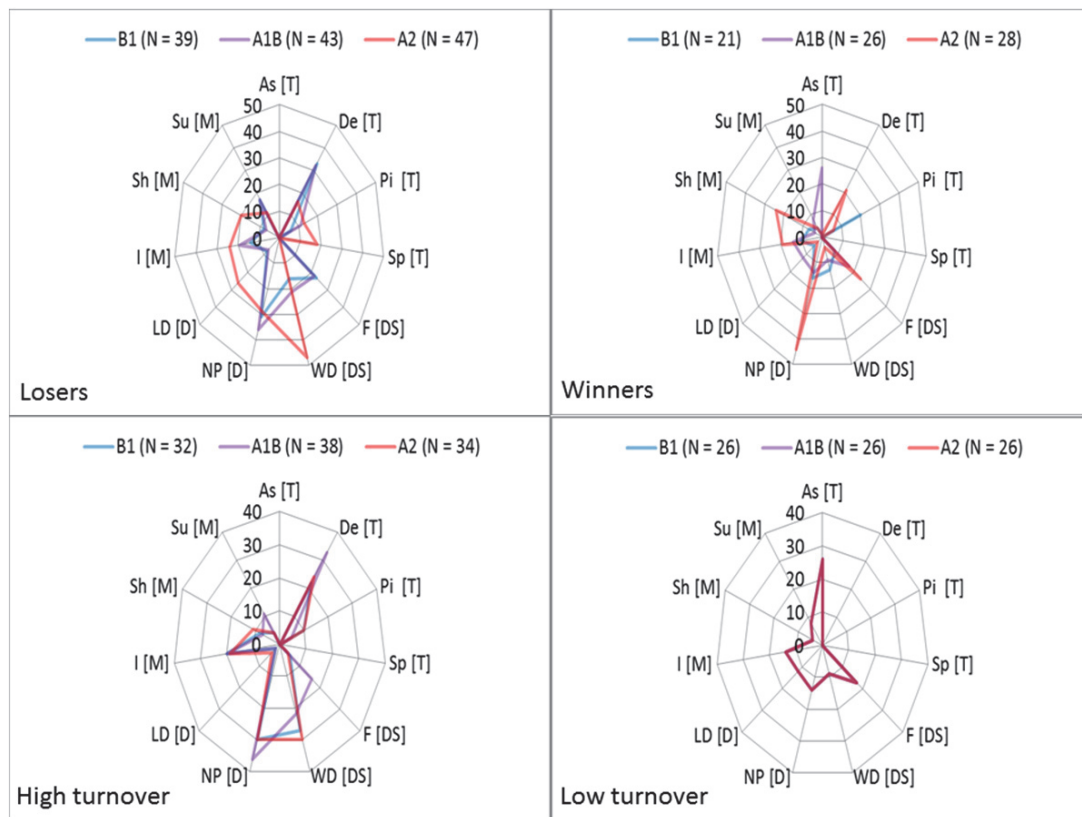 B1 (N = 39) A1B (N = 43) A2 (N = 47)
As [T]
50
Su [M] De [T]
40
30
Sh [M] Pi [T]
20
10
0
I [M] Sp [T]
LD [D] F [DS]
NP [D] WD [DS]
Losers
B1 (N = 21) A1B (N = 26) A2 (N = 28)
As [T]
50
Su [M] De [T]
40
30
Sh [M] Pi [T]
20
10
0
I [M] Sp [T]
LD [D] F [DS]
NP [D] WD [DS]
Winners
B1 (N = 32) A1B (N = 38) A2 (N = 34)
As [T]
40
Su [M] De [T]
30
Sh [M] Pi [T]
20
10
0
I [M] Sp [T]
LD [D] F [DS]
NP [D] WD [DS]
High turnover
B1 (N = 26) A1B (N = 26) A2 (N = 26)
As [T]
40
Su [M] De [T]
30
Sh [M] Pi [T]
20
10
0
I [M] Sp [T]
LD [D] F [DS]
NP [D] WD [DS]
Low turnover